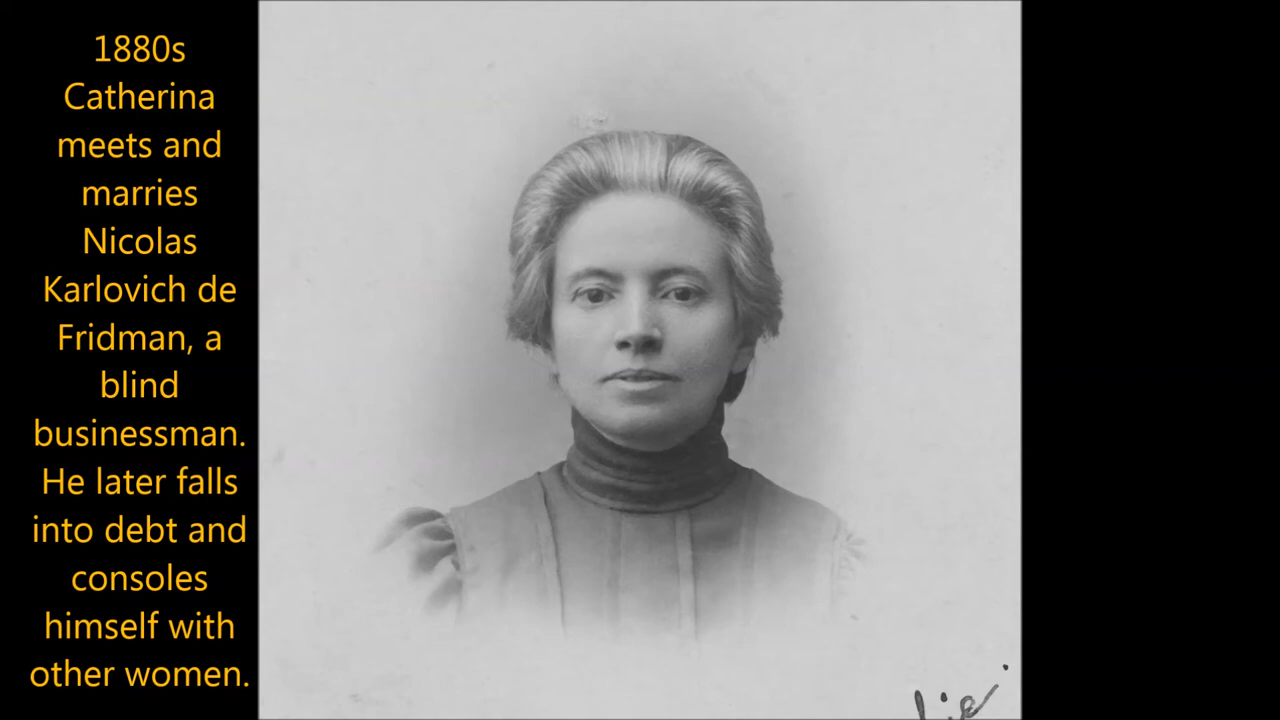 1880s
Catherina
meets and
marries
Nicolas
Karlovich de
Fridman, a
blind
businessman.
He later falls
into debt and
consoles
himself with
other women.